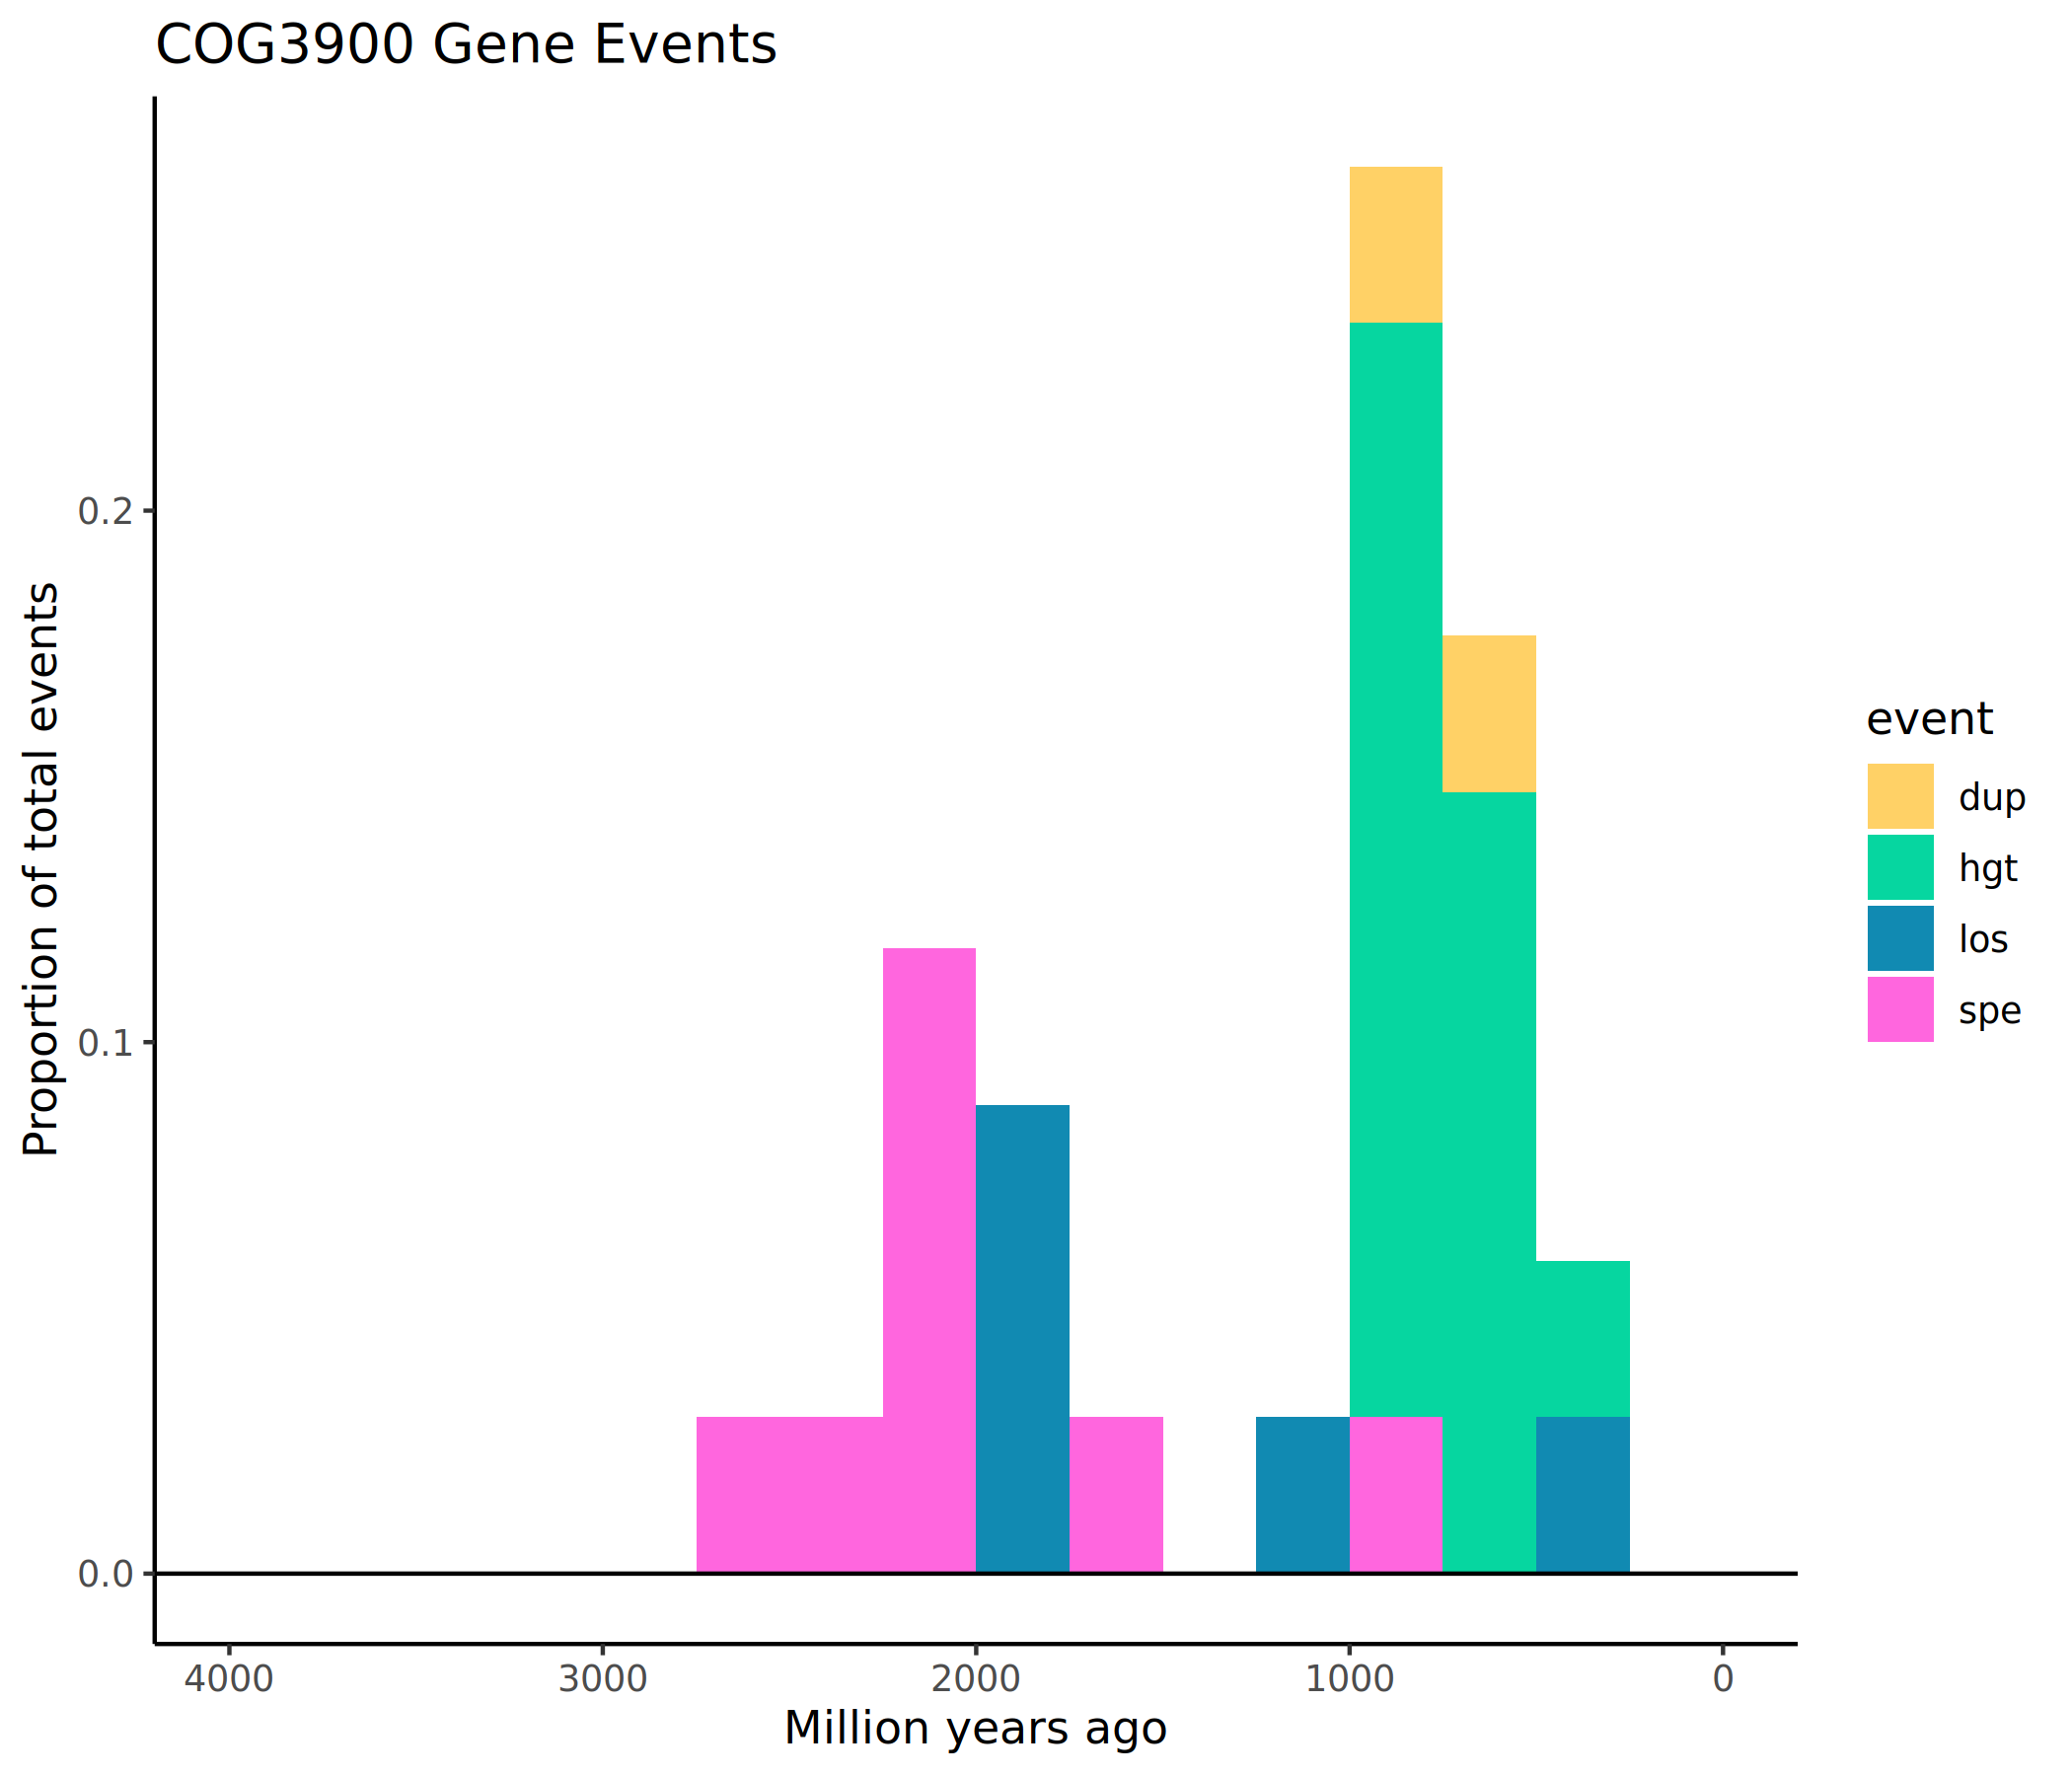 COG3900 Gene Events
Proportion of total events
0.2
0.1
0.0
4000 3000 2000 1000 0
Million years ago
event
dup
hgt
los
spe